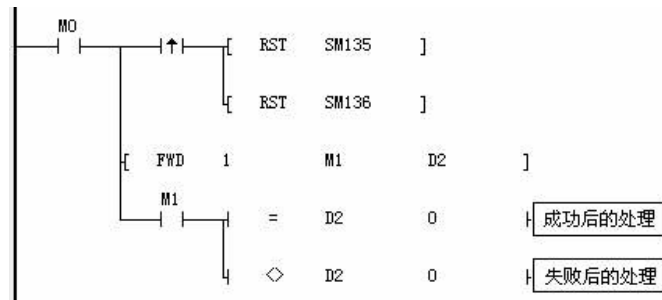 M0
[ RST SM135 ]
[ RST SM136 ]
[ FWD 1 M1 D2 ]
M1
= D2 0 成功后的处理
<> D2 0 失败后的处理